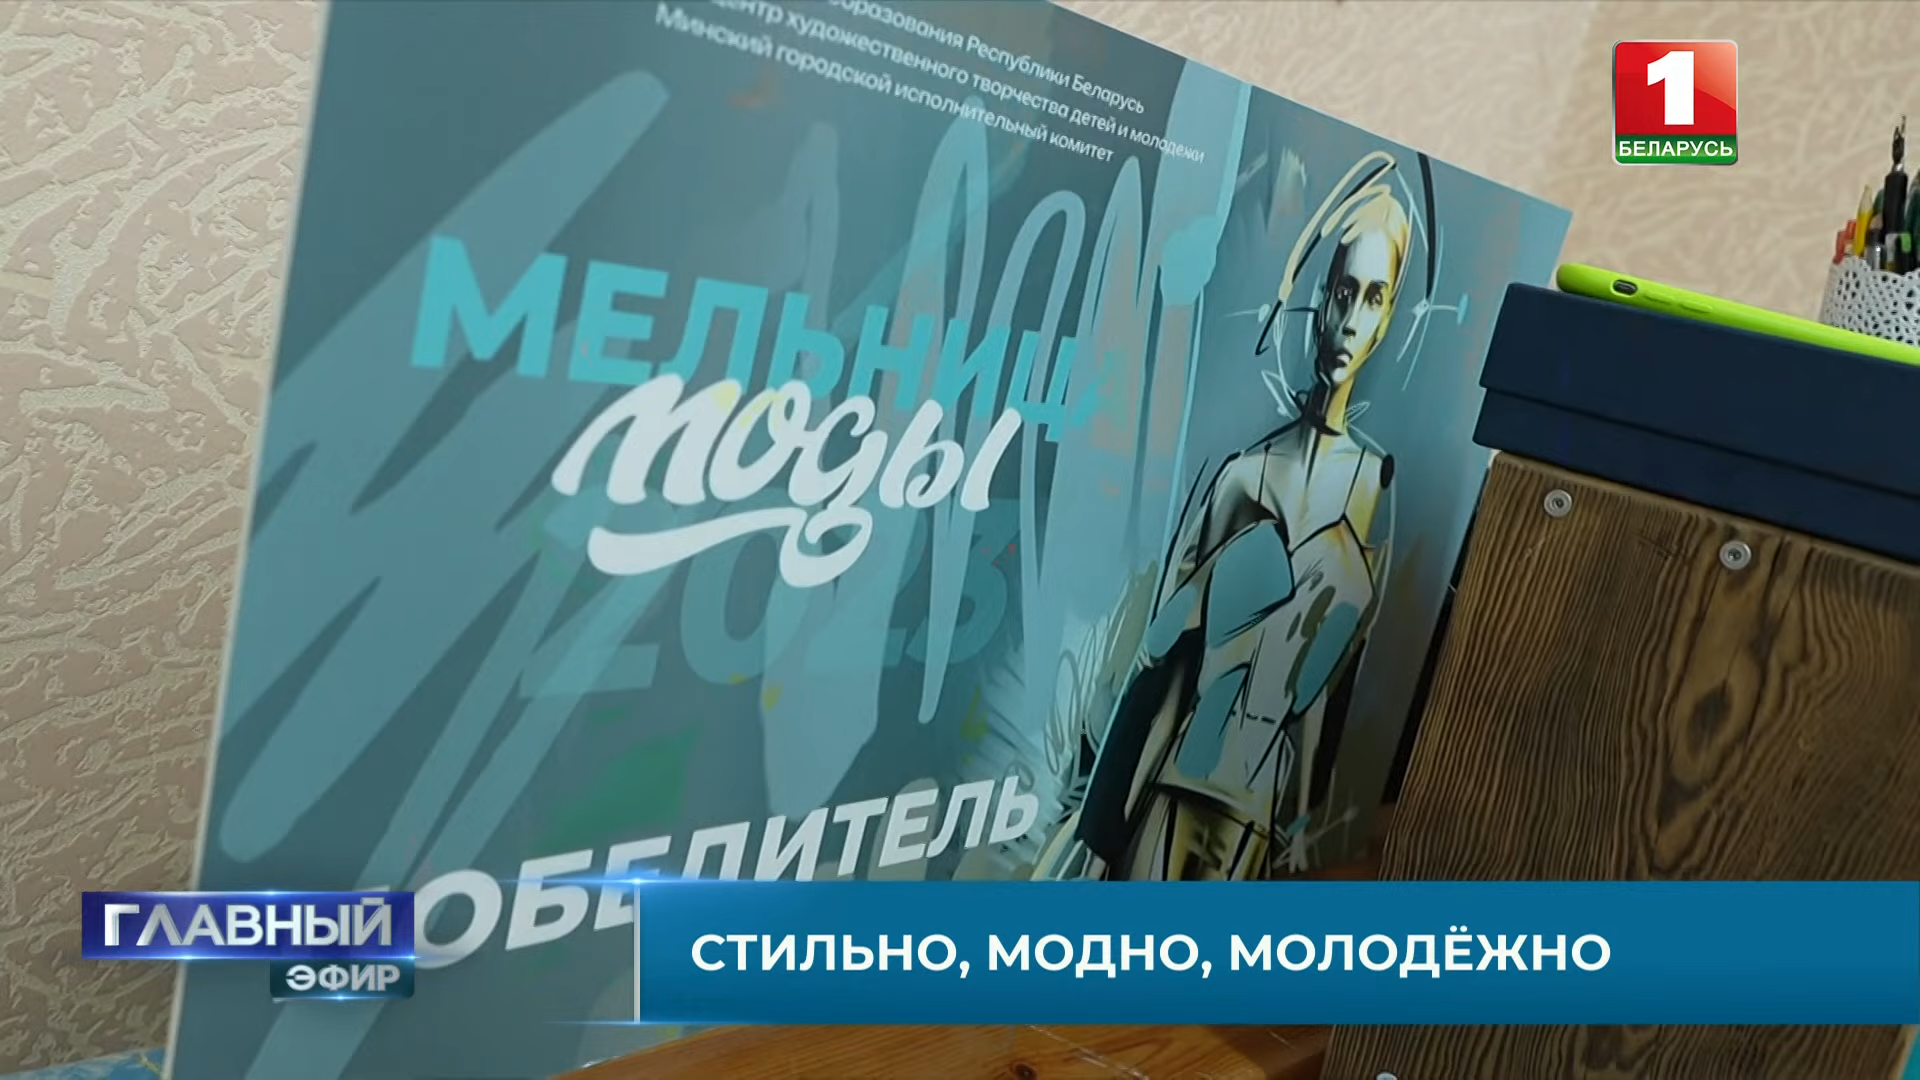 образования Республики Беларусь
центр художественного творчества детей и молодежи
Минский городской исполнительный комитет
1
БЕЛАРУСЬ
МЕЛЬНИЦА
моды
2023
ОБЕДИТЕЛЬ
ГЛАВНЫЙ
ЭФИР
СТИЛЬНО, МОДНО, МОЛОДЁЖНО